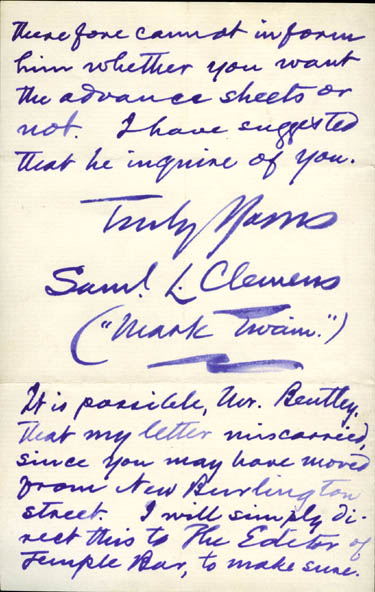 therefore cannot inform
him whether you want
the advance sheets or
not. I have suggested
that he inquire of you.
Truly Yours
Saml. L. Clemens
("Mark Twain.")
It is possible, Mr. Bentley,
that my letter miscarried,
since you may have moved
from New Burlington
street. I will simply di-
rect this to The Editor of
Temple Bar, to make sure.